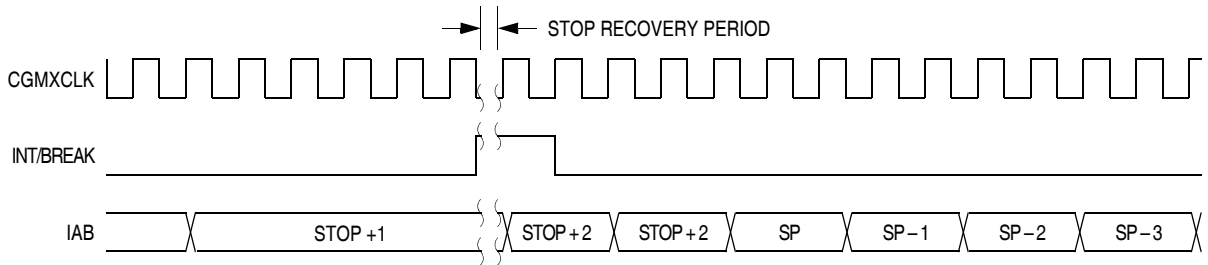 STOP RECOVERY PERIOD
CGMXCLK
INT/BREAK
IAB STOP +1 STOP + 2 STOP + 2 SP SP – 1 SP – 2 SP – 3